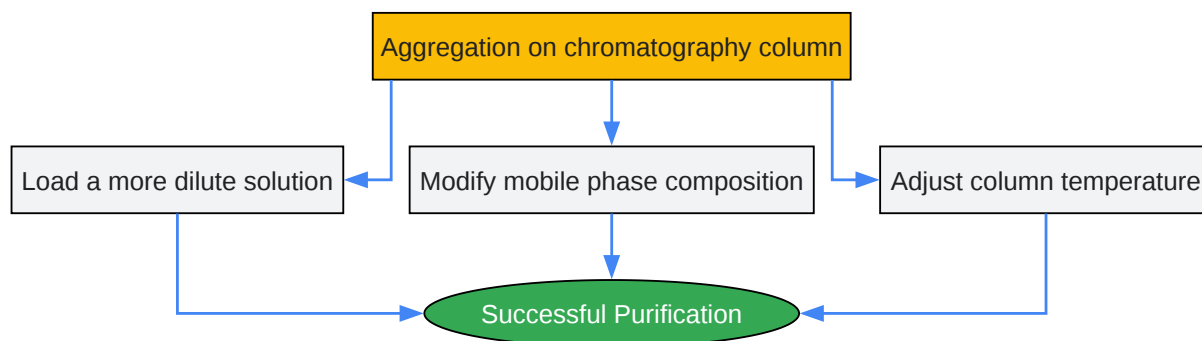 Aggregation on chromatography column
Load a more dilute solution
Modify mobile phase composition
Adjust column temperature
Successful Purification